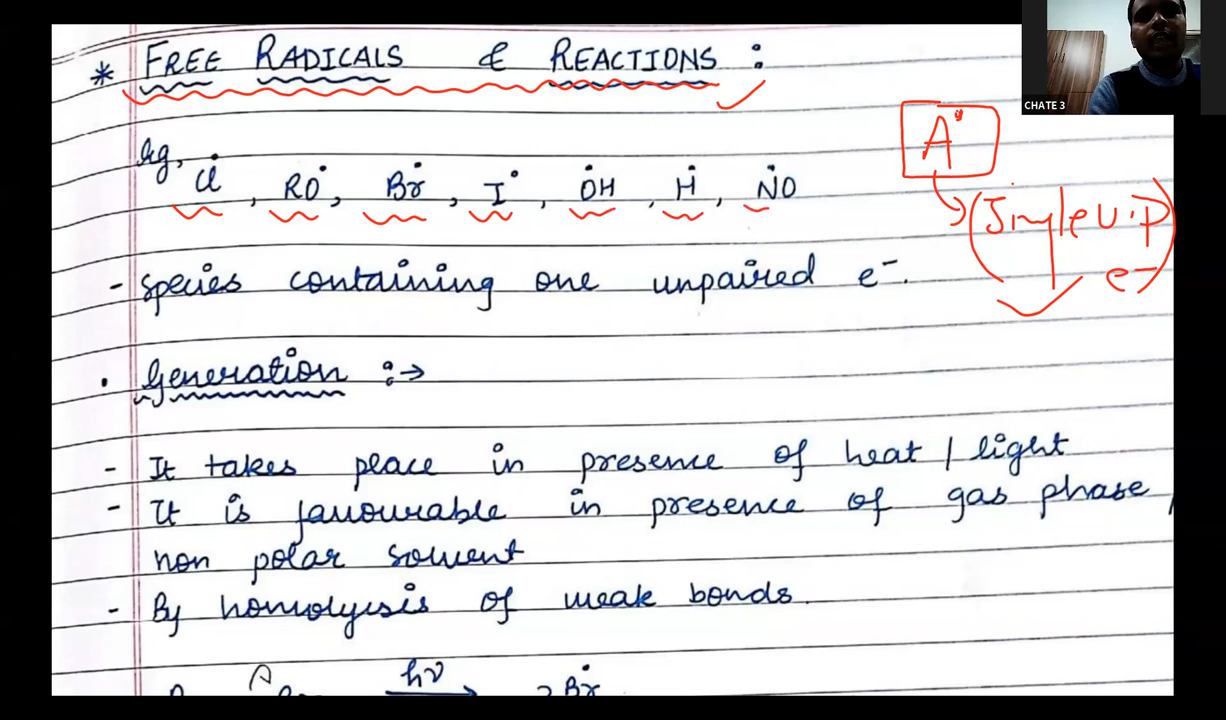 * FREE RADICALS & REACTIONS :
CHATE 3
A•
eg, Cl•, RO•, Br•, I•, •OH, H•, •NO
(Single U.P e-)
- Species containing one unpaired e-.
• Generation :→
- It takes place in presence of heat / light
- It is favourable in presence of gas phase /
non polar solvent
- By homolysis of weak bonds.
hν
2Br•